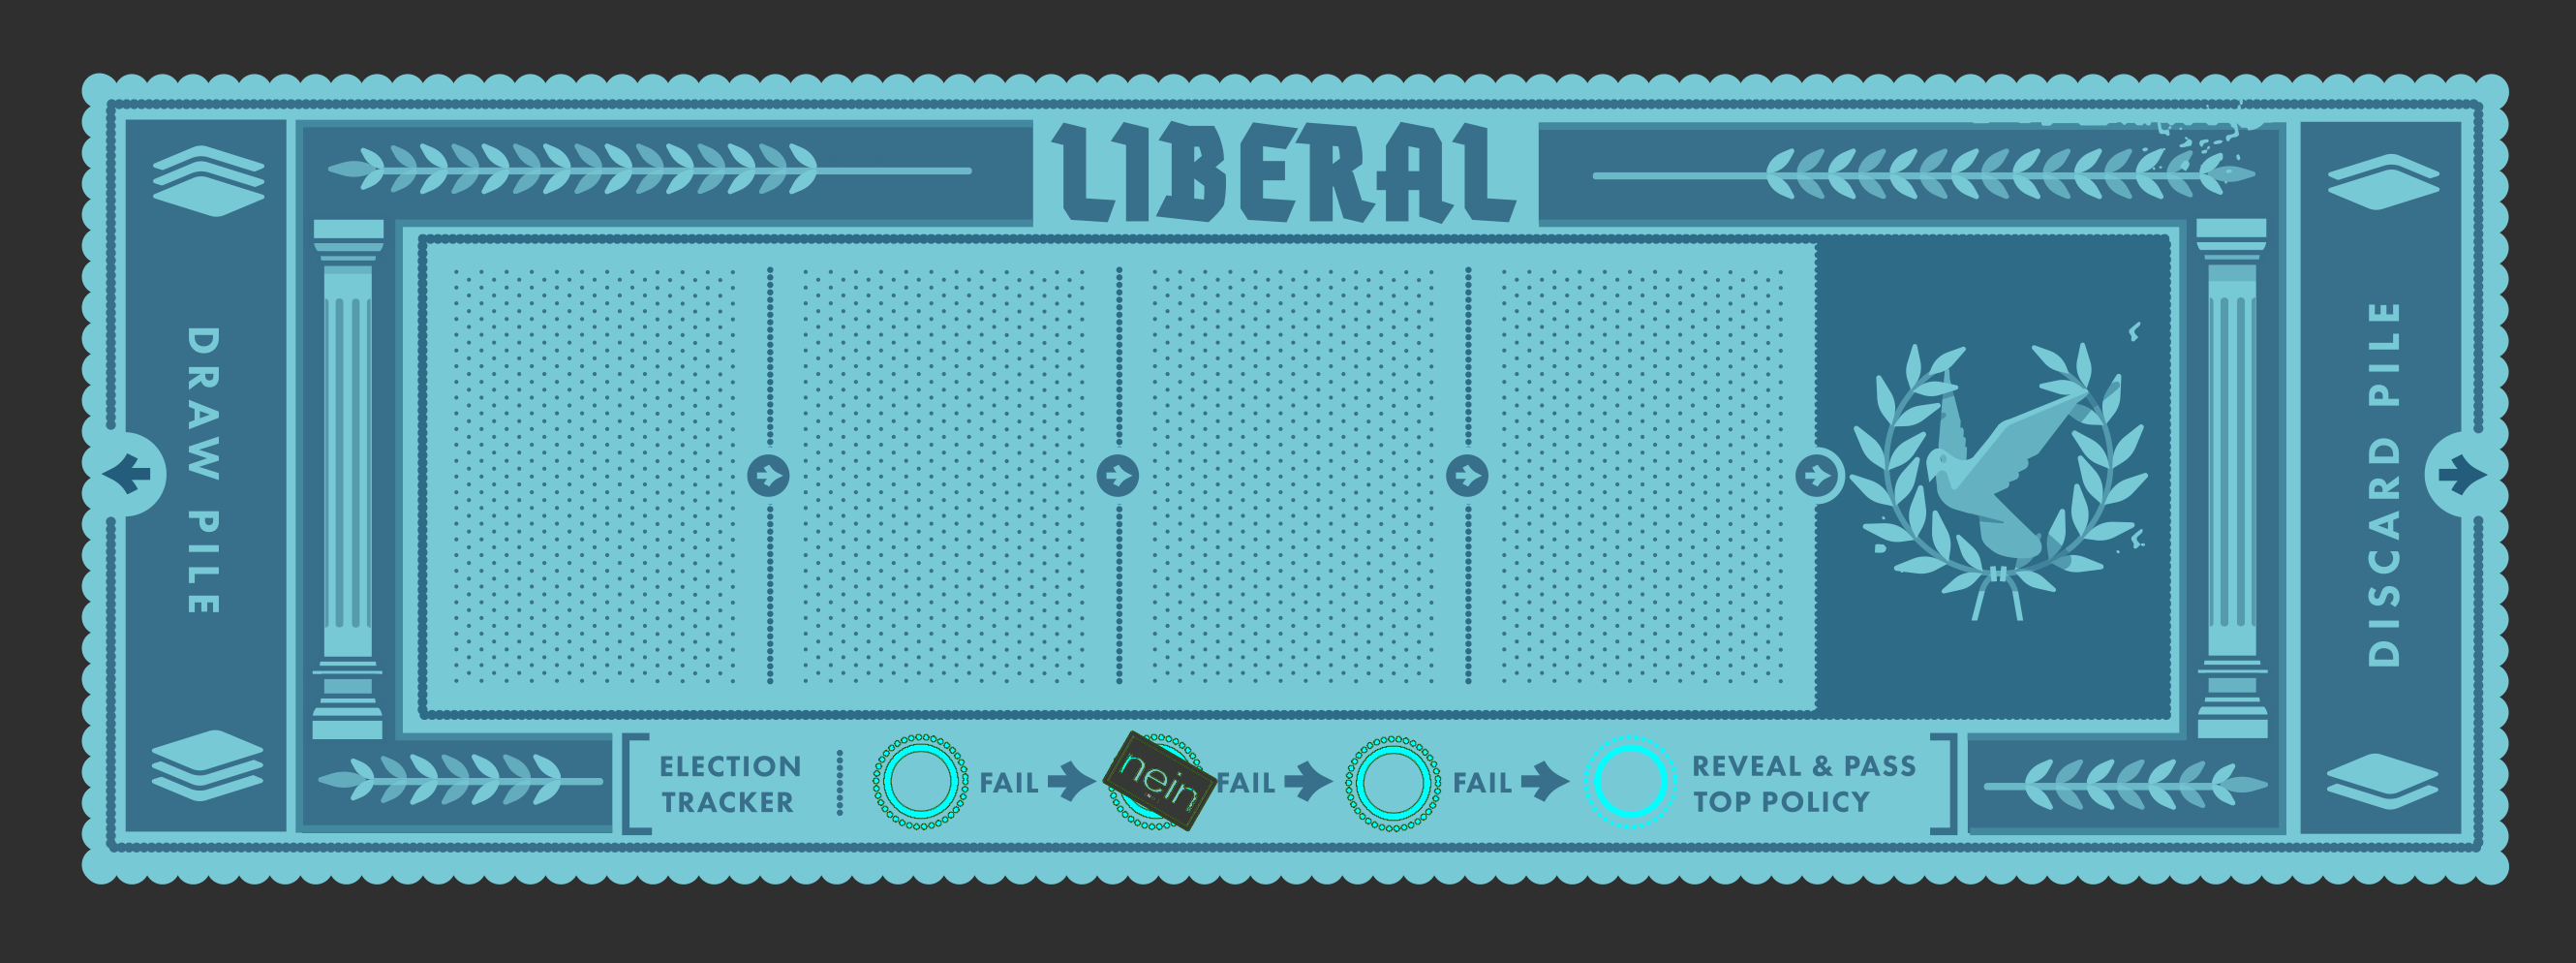 LIBERAL
DRAW PILE
DISCARD PILE
ELECTION
TRACKER
FAIL
nein
FAIL
FAIL
REVEAL & PASS
TOP POLICY